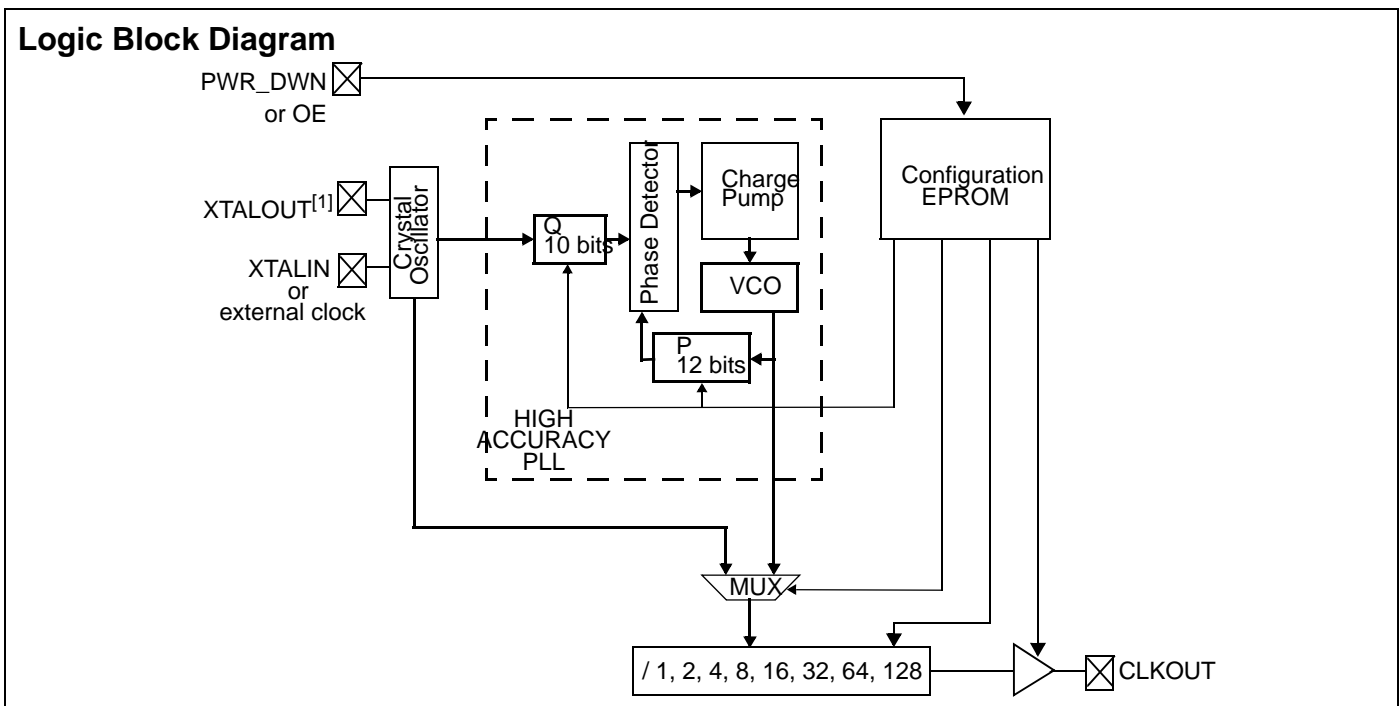 Logic Block Diagram
PWR_DWN
or OE
XTALOUT[1]
XTALIN
or
external clock
Crystal
Oscillator
Q
10 bits
Phase Detector
Charge
Pump
VCO
P
12 bits
HIGH
ACCURACY
PLL
Configuration
EPROM
MUX
/ 1, 2, 4, 8, 16, 32, 64, 128
CLKOUT